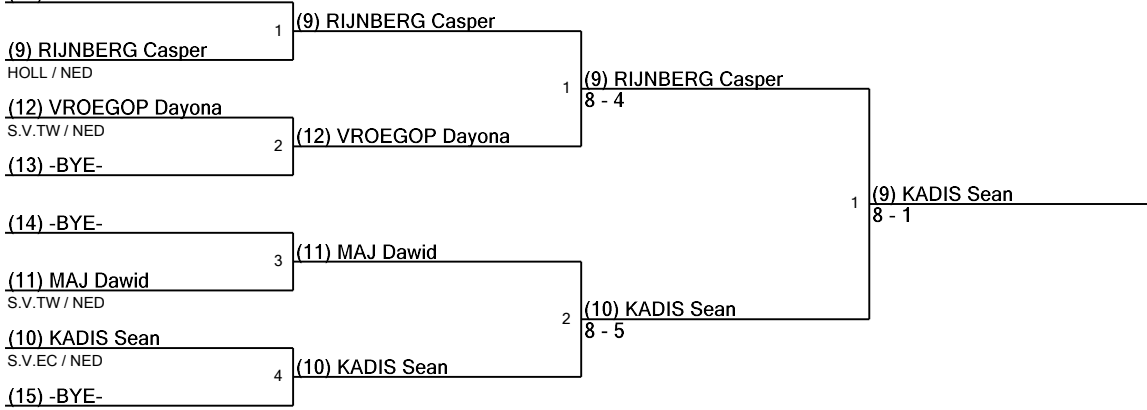 1
(9) RIJNBERG Casper
(9) RIJNBERG Casper
HOLL / NED
1
(9) RIJNBERG Casper
8 - 4
(12) VROEGOP Dayona
S.V.TW / NED
2
(12) VROEGOP Dayona
(13) -BYE-
1
(9) KADIS Sean
8 - 1
(14) -BYE-
3
(11) MAJ Dawid
(11) MAJ Dawid
S.V.TW / NED
2
(10) KADIS Sean
8 - 5
(10) KADIS Sean
S.V.EC / NED
4
(10) KADIS Sean
(15) -BYE-